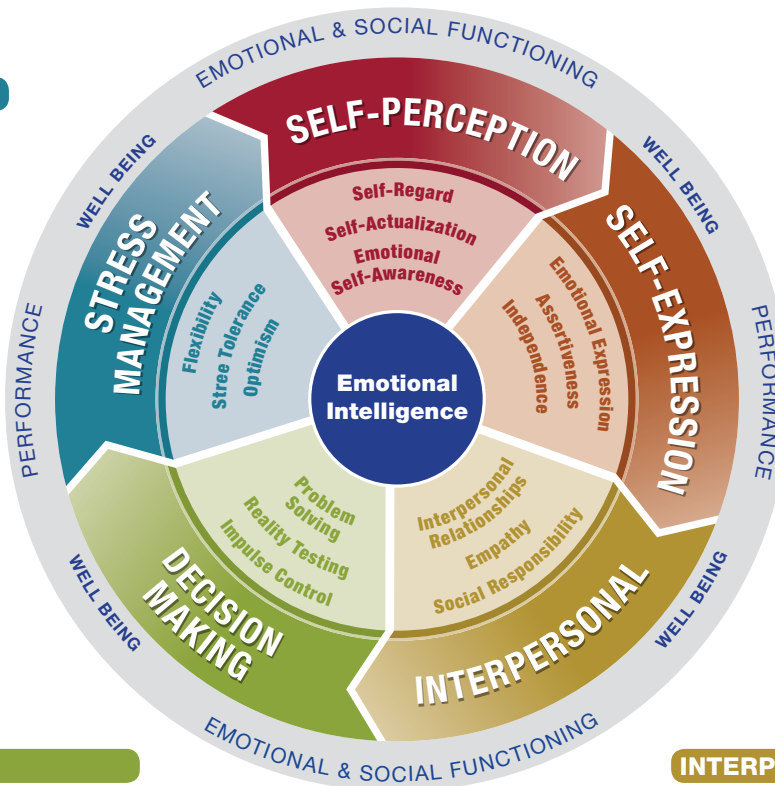 EMOTIONAL & SOCIAL FUNCTIONING
WELL BEING
WELL BEING
PERFORMANCE
PERFORMANCE
WELL BEING
WELL BEING
EMOTIONAL & SOCIAL FUNCTIONING
SELF-PERCEPTION
Self-Regard
Self-Actualization
Emotional
Self-Awareness
SELF-EXPRESSION
Emotional Expression
Assertiveness
Independence
INTERPERSONAL
Interpersonal
Relationships
Empathy
Social Responsibility
DECISION
MAKING
Problem
Solving
Reality Testing
Impulse Control
STRESS
MANAGEMENT
Flexibility
Stree Tolerance
Optimism
Emotional
Intelligence
INTERP